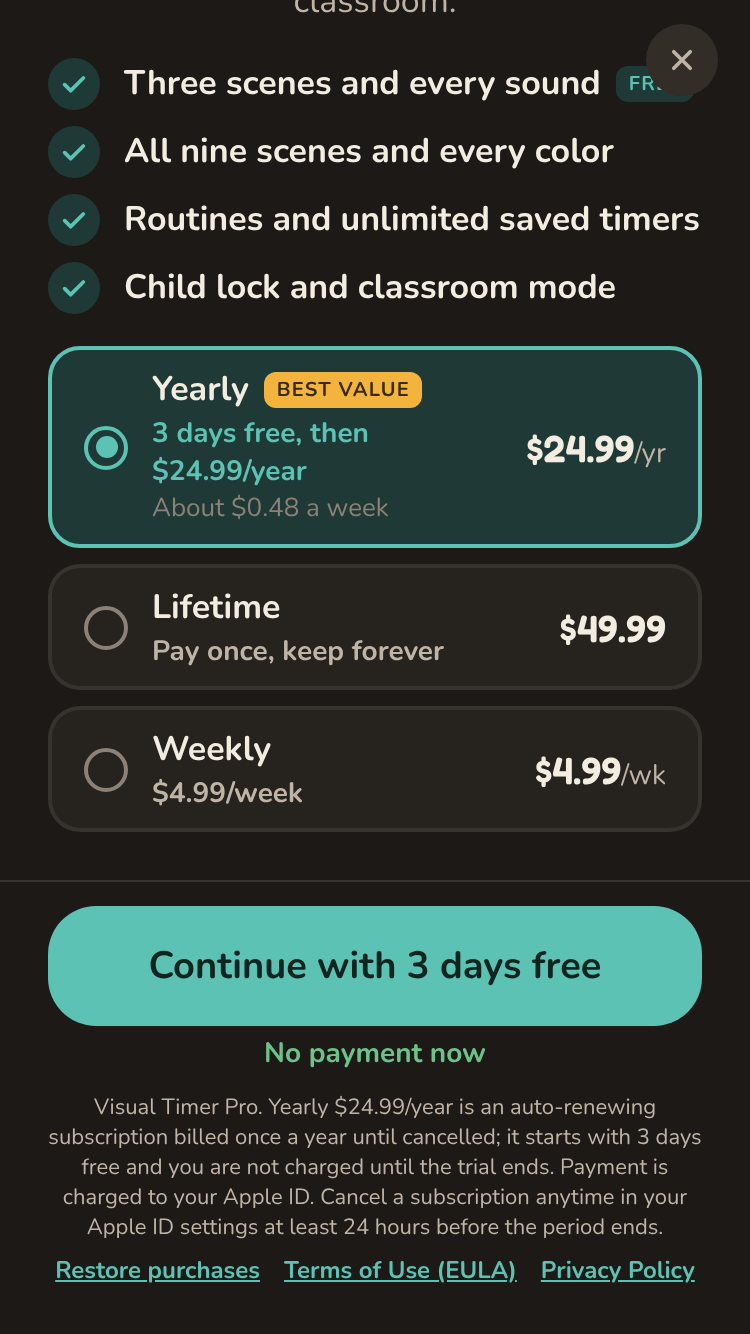 classroom.
Three scenes and every sound
All nine scenes and every color
Routines and unlimited saved timers
Child lock and classroom mode
Yearly BEST VALUE
3 days free, then
$24.99/year
About $0.48 a week
$24.99/yr
Lifetime
Pay once, keep forever
$49.99
Weekly
$4.99/week
$4.99/wk
Continue with 3 days free
No payment now
Visual Timer Pro. Yearly $24.99/year is an auto-renewing
subscription billed once a year until cancelled; it starts with 3 days
free and you are not charged until the trial ends. Payment is
charged to your Apple ID. Cancel a subscription anytime in your
Apple ID settings at least 24 hours before the period ends.
Restore purchases Terms of Use (EULA) Privacy Policy